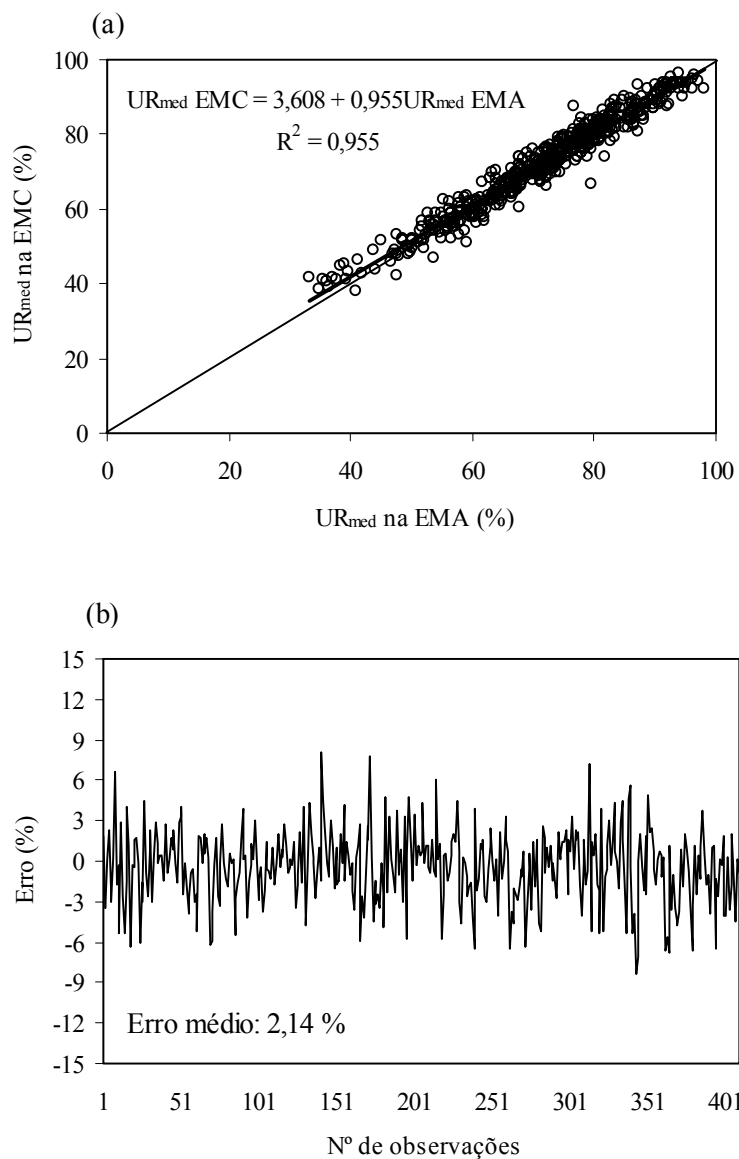 (a)
100
80
60
40
20
0
URmed na EMC (%)
URmed EMC = 3,608 + 0,955URmed EMA
R² = 0,955
0 20 40 60 80 100
URmed na EMA (%)
(b)
15
12
9
6
3
0
-3
-6
-9
-12
-15
Erro (%)
Erro médio: 2,14 %
1 51 101 151 201 251 301 351 401
Nº de observações